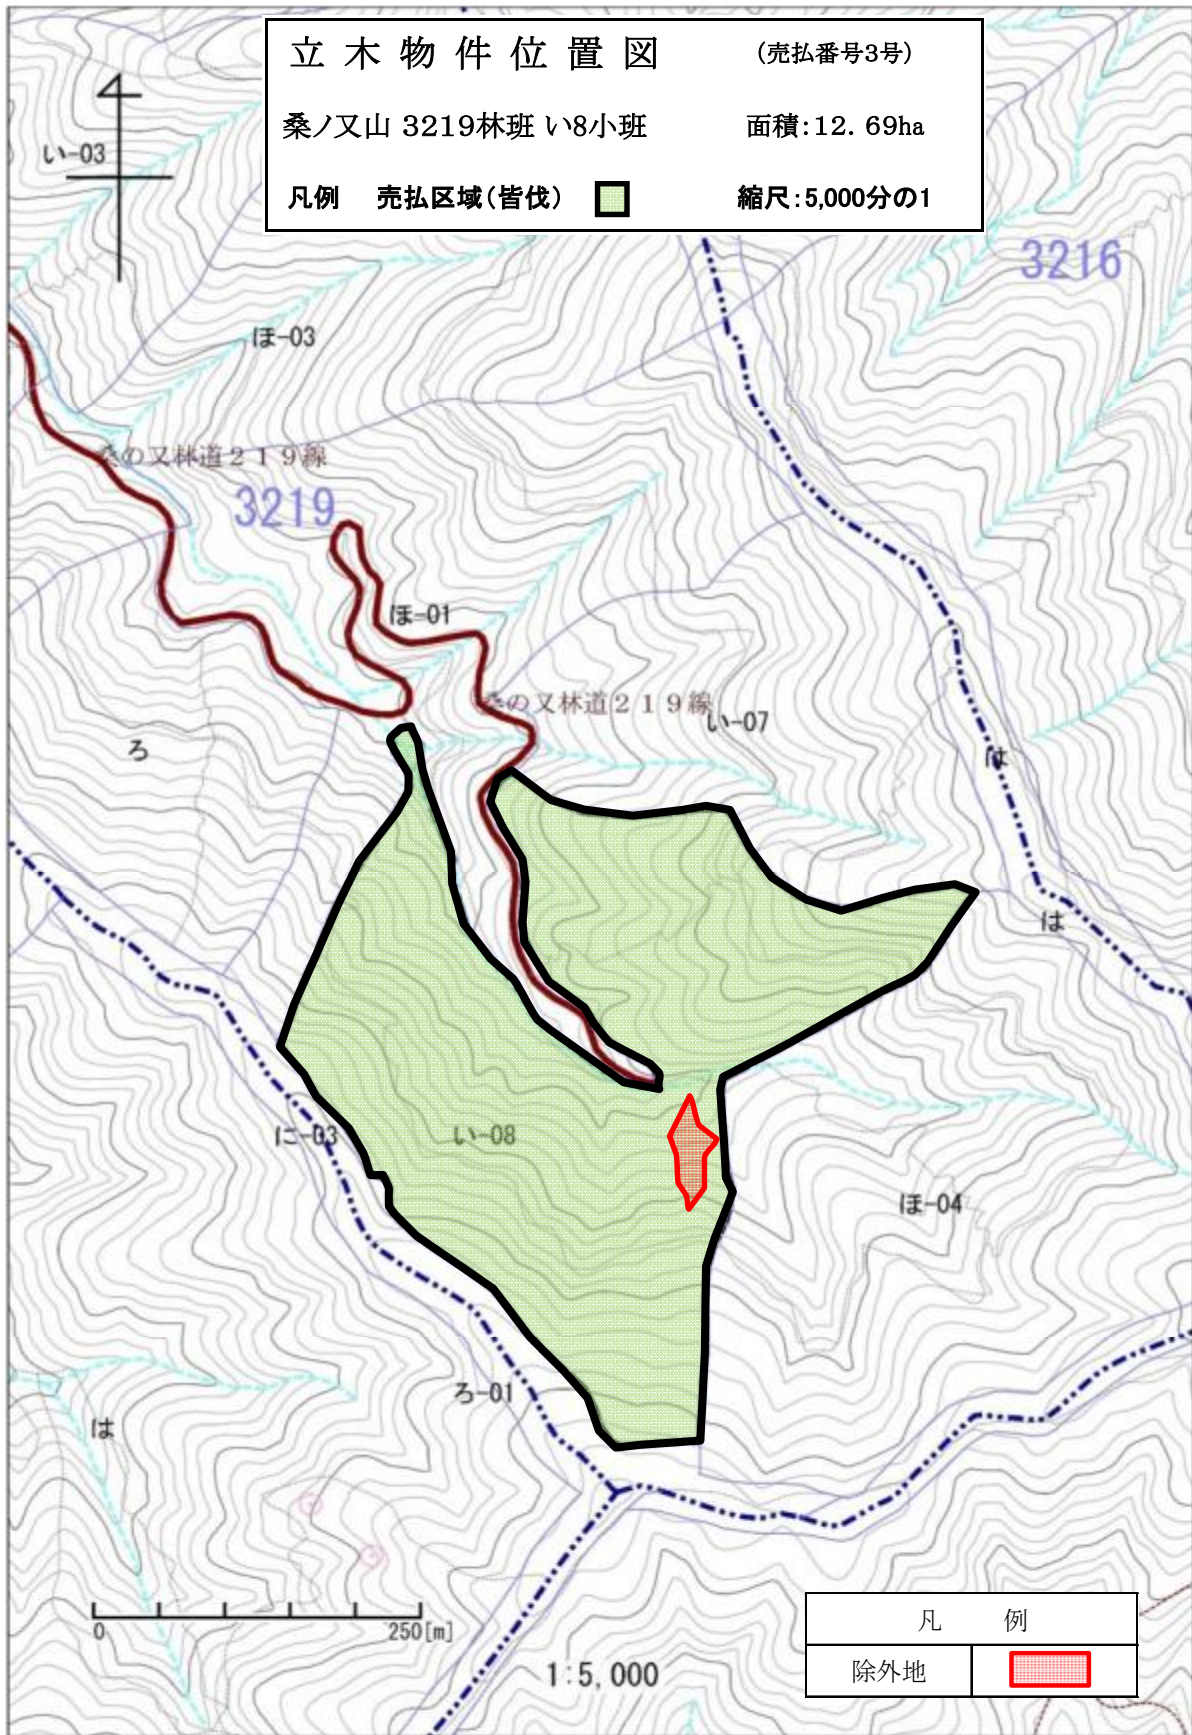 立木物件位置図 (売払番号3号)
桑ノ又山 3219林班 い8小班 面積:12.69ha
凡例 売払区域(皆伐) 縮尺:5,000分の1
い-03
3216
ほ-03
桑の又林道219線
3219
ほ-01
桑の又林道219線
い-07
ろ
は
は
に-03
い-08
ほ-04
ろ-01
は
0 250[m]
1:5,000
凡例
除外地